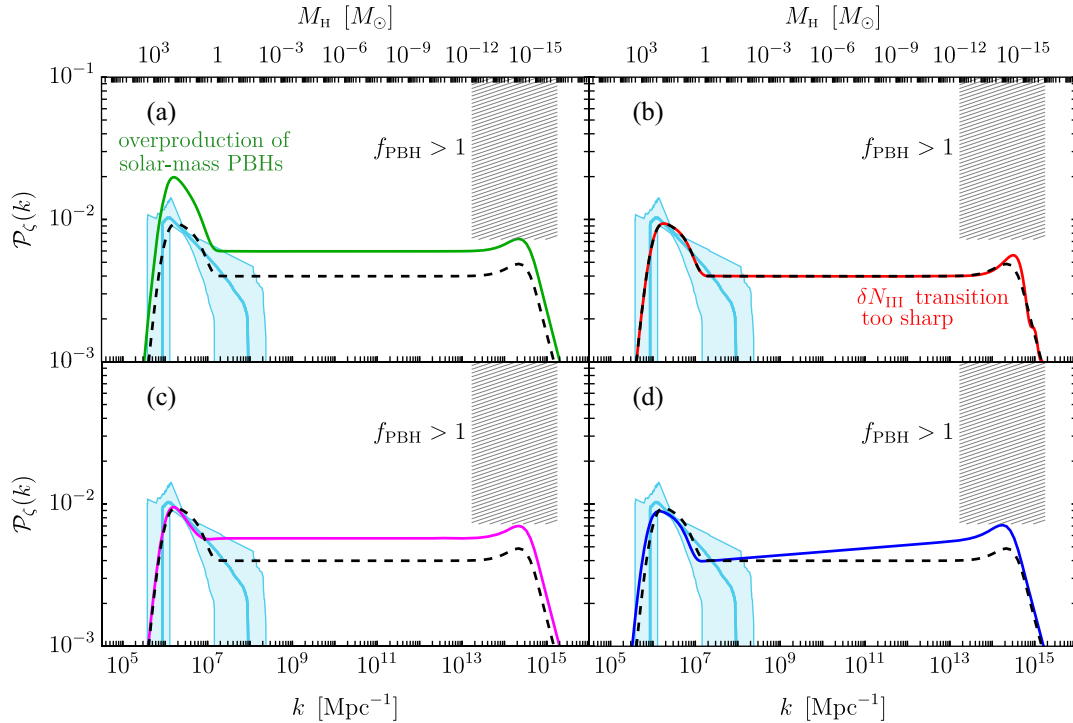 M_H [M_⊙]
10^3 1 10^−3 10^−6 10^−9 10^−12 10^−15
10^3 1 10^−3 10^−6 10^−9 10^−12 10^−15
10^−1
(a)
overproduction of
solar-mass PBHs
f_PBH > 1
(b)
f_PBH > 1
P_ζ(k)
10^−2
δN_III transition
too sharp
10^−3
(c)
f_PBH > 1
(d)
f_PBH > 1
P_ζ(k)
10^−2
10^−3
10^5 10^7 10^9 10^11 10^13 10^15
10^5 10^7 10^9 10^11 10^13 10^15
k [Mpc^−1]
k [Mpc^−1]
M_H [M_⊙]